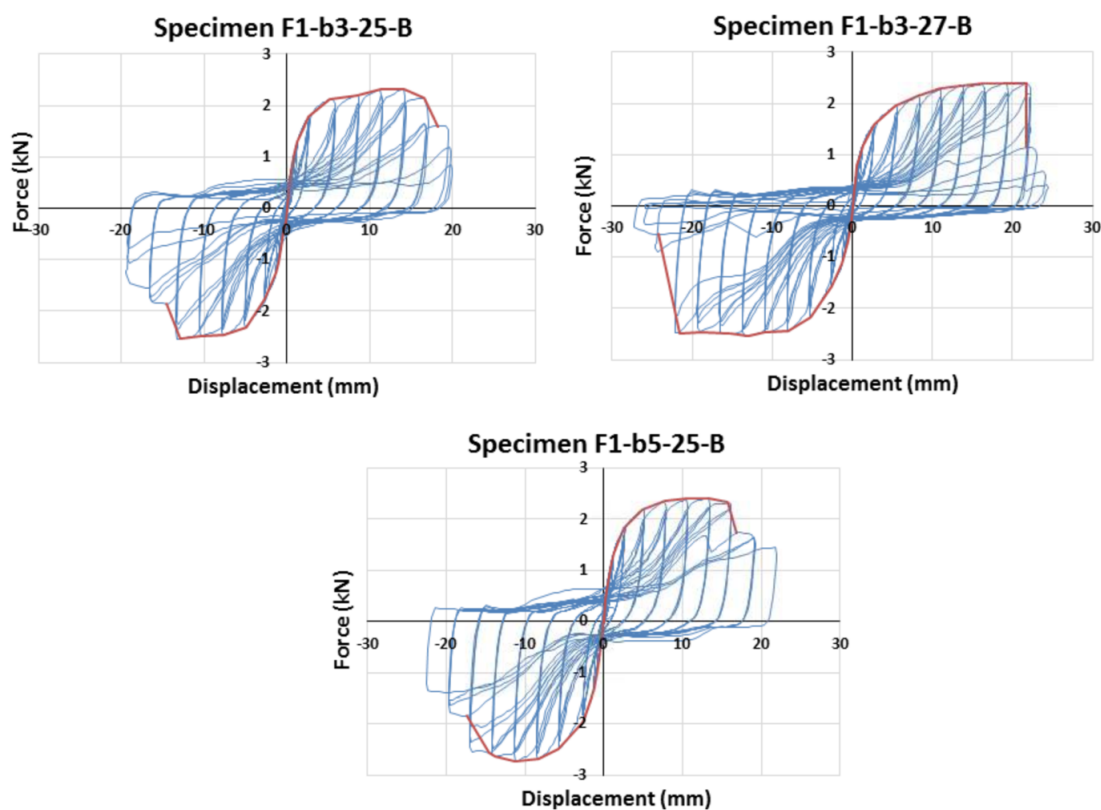 Specimen F1-b3-25-B
3
2
1
0
-1
-2
-3
-30 -20 -10 0 10 20 30
Force (kN)
Displacement (mm)
Specimen F1-b3-27-B
3
2
1
0
-1
-2
-3
-30 -20 -10 0 10 20 30
Force (kN)
Displacement (mm)
Specimen F1-b5-25-B
3
2
1
0
-1
-2
-3
-30 -20 -10 0 10 20 30
Force (kN)
Displacement (mm)